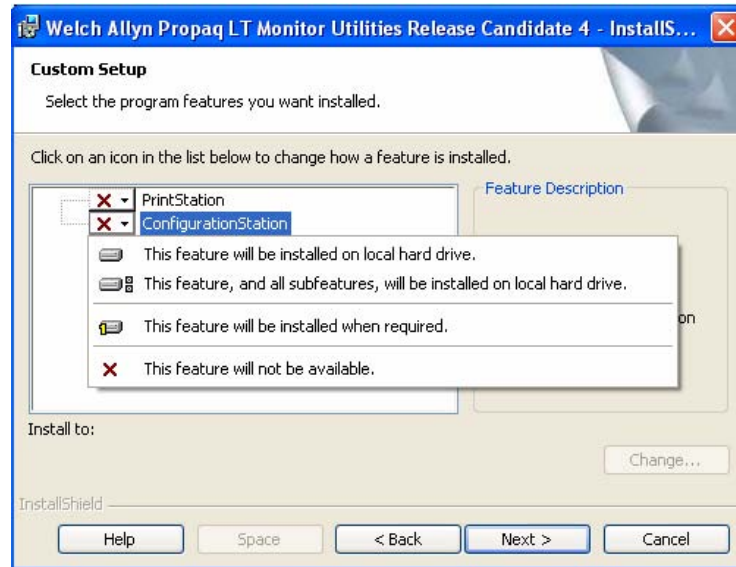 Welch Allyn Propaq LT Monitor Utilities Release Candidate 4 - InstallS...
Custom Setup
Select the program features you want installed.
Click on an icon in the list below to change how a feature is installed.
PrintStation
ConfigurationStation
Feature Description
This feature will be installed on local hard drive.
This feature, and all subfeatures, will be installed on local hard drive.
This feature will be installed when required.
on
This feature will not be available.
Install to:
Change...
InstallShield
Help
Space
< Back
Next >
Cancel